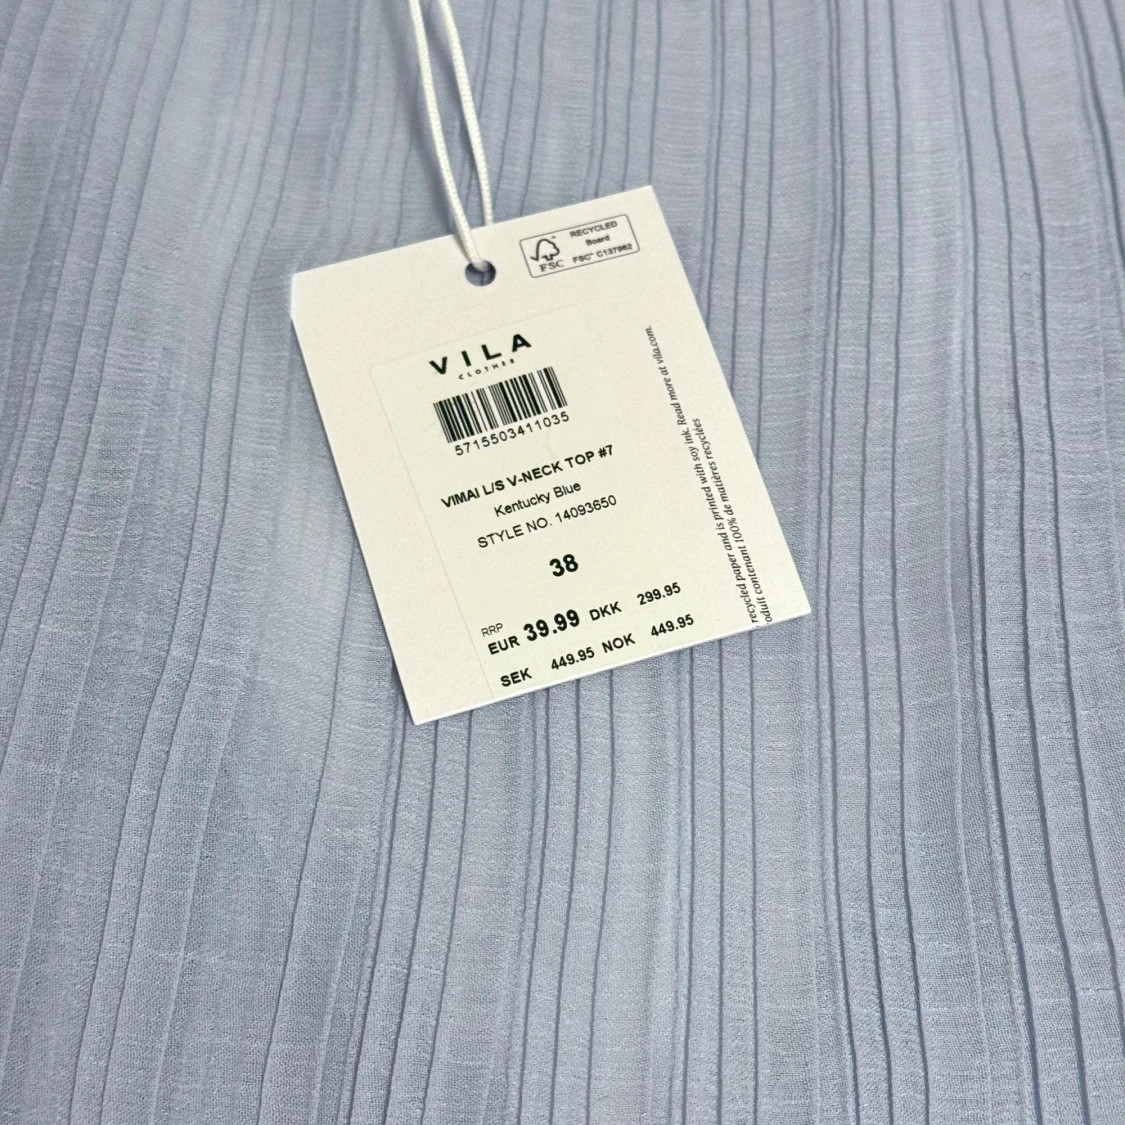 RECYCLED
Board
FSC™ C137982
FSC
VILA
CLOTHES
5715503411035
VIMAI L/S V-NECK TOP #7
Kentucky Blue
STYLE NO. 14093650
38
RRP
EUR 39.99 DKK 299.95
SEK 449.95 NOK 449.95
recycled paper and is printed with soy ink. Read more at vila.com.
oduit contenant 100% de matières recyclées